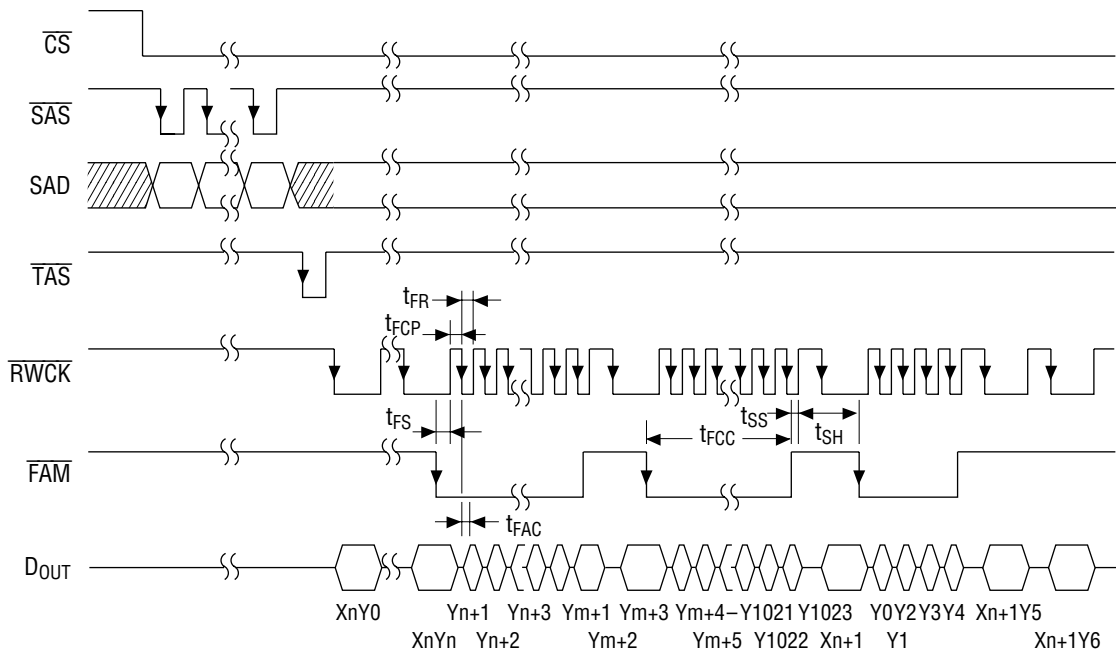 CS
SAS
SAD
TAS
tFR
tFCP
RWCK
tFS
tFCC
tSS
tSH
FAM
tFAC
DOUT
XnY0 Yn+1 Yn+3 Ym+1 Ym+3 Ym+4–Y1021 Y1023 Y0 Y2 Y3 Y4 Xn+1Y5
XnYn Yn+2 Ym+2 Ym+5 Y1022 Xn+1 Y1 Xn+1Y6